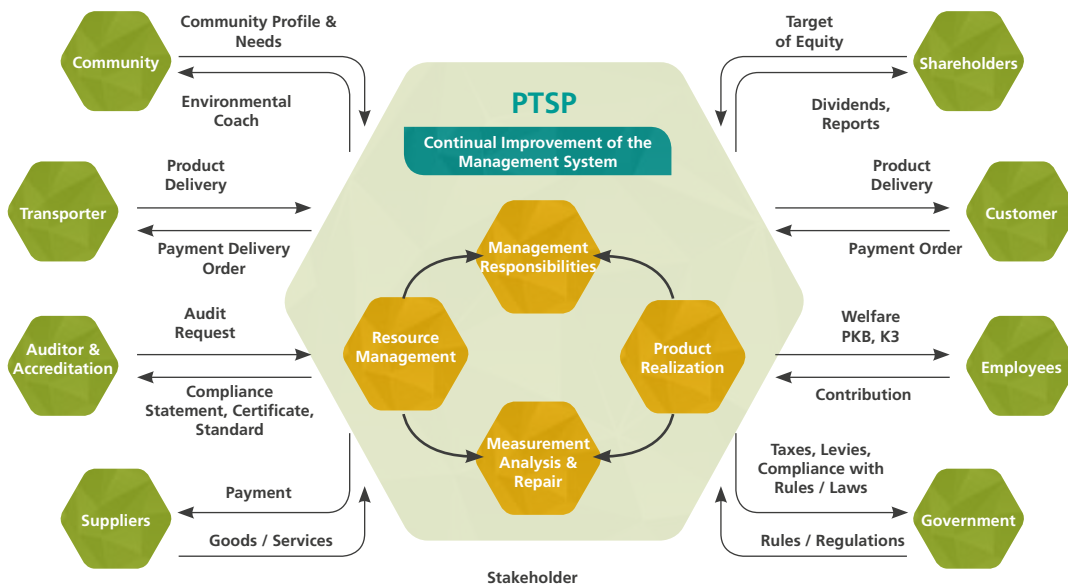 Community Profile &
Needs
Community
Environmental
Coach
Target
of Equity
Shareholders
Dividends,
Reports
PTSP
Continual Improvement of the
Management System
Product
Delivery
Transporter
Payment Delivery
Order
Product
Delivery
Customer
Payment Order
Management
Responsibilities
Resource
Management
Product
Realization
Measurement
Analysis &
Repair
Audit
Request
Auditor &
Accreditation
Compliance
Statement, Certificate,
Standard
Welfare
PKB, K3
Employees
Contribution
Payment
Suppliers
Goods / Services
Taxes, Levies,
Compliance with
Rules / Laws
Government
Rules / Regulations
Stakeholder